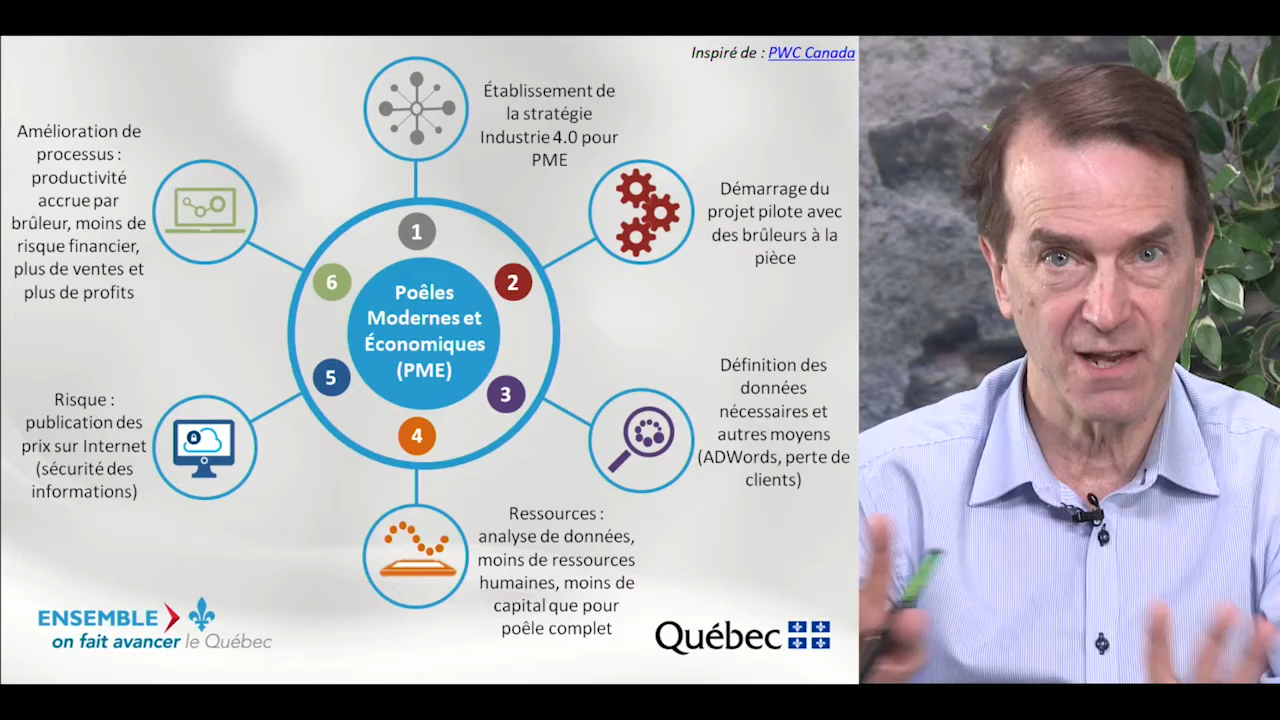 Inspiré de : PWC Canada
Établissement de
la stratégie
Industrie 4.0 pour
PME
Démarrage du
projet pilote avec
des brûleurs à la
pièce
Définition des
données
nécessaires et
autres moyens
(ADWords, perte de
clients)
Ressources :
analyse de données,
moins de ressources
humaines, moins de
capital que pour
poêle complet
Risque :
publication des
prix sur Internet
(sécurité des
informations)
Amélioration de
processus :
productivité
accrue par
brûleur, moins de
risque financier,
plus de ventes et
plus de profits
1
2
3
4
5
6
Poêles
Modernes et
Économiques
(PME)
ENSEMBLE
on fait avancer le Québec
Québec